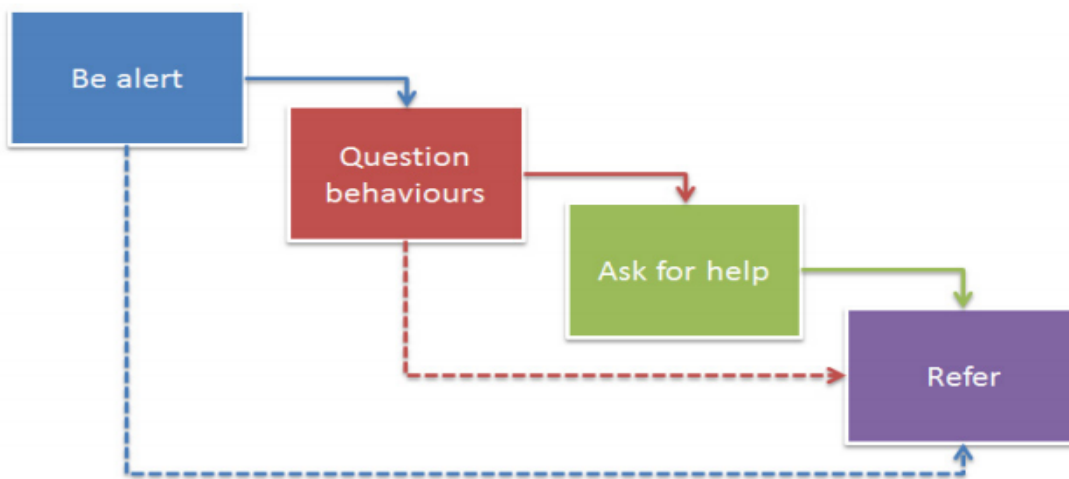 Be alert
Question
behaviours
Ask for help
Refer